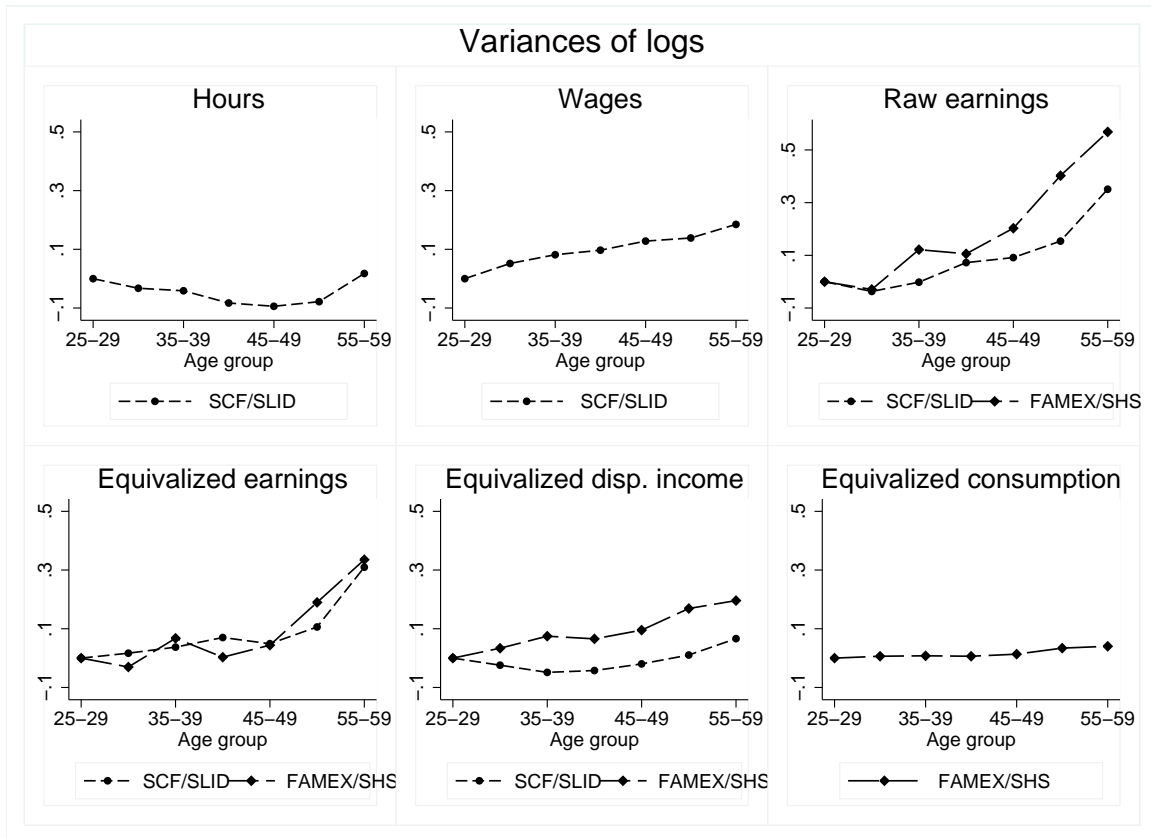 Variances of logs
Hours
.5
.3
.1
−.1
25−29 35−39 45−49 55−59
Age group
SCF/SLID
Wages
.5
.3
.1
−.1
25−29 35−39 45−49 55−59
Age group
SCF/SLID
Raw earnings
.5
.3
.1
−.1
25−29 35−39 45−49 55−59
Age group
SCF/SLID FAMEX/SHS
Equivalized earnings
.5
.3
.1
−.1
25−29 35−39 45−49 55−59
Age group
SCF/SLID FAMEX/SHS
Equivalized disp. income
.5
.3
.1
−.1
25−29 35−39 45−49 55−59
Age group
SCF/SLID FAMEX/SHS
Equivalized consumption
.5
.3
.1
−.1
25−29 35−39 45−49 55−59
Age group
FAMEX/SHS